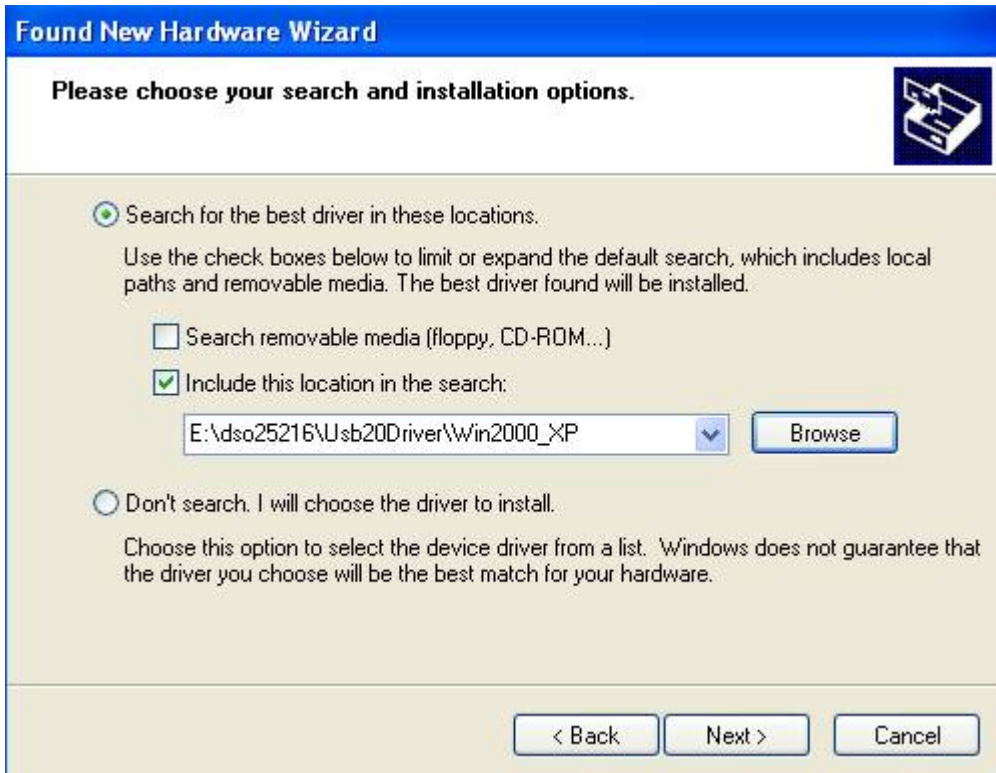 Found New Hardware Wizard
Please choose your search and installation options.
Search for the best driver in these locations.
Use the check boxes below to limit or expand the default search, which includes local
paths and removable media. The best driver found will be installed.
Search removable media (floppy, CD-ROM...)
Include this location in the search:
E:\dso25216\Usb20Driver\Win2000_XP
Browse
Don't search. I will choose the driver to install.
Choose this option to select the device driver from a list.  Windows does not guarantee that
the driver you choose will be the best match for your hardware.
< Back
Next >
Cancel